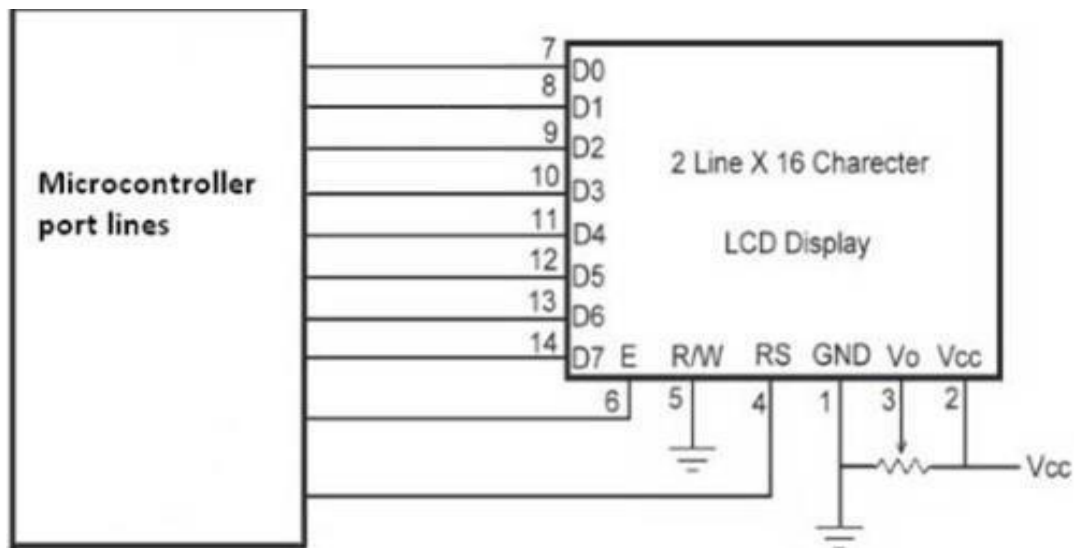 Microcontroller
port lines
7
8
9
10
11
12
13
14
D0
D1
D2
D3
D4
D5
D6
D7
2 Line X 16 Charecter
LCD Display
E R/W RS GND Vo Vcc
6 5 4 1 3 2
Vcc